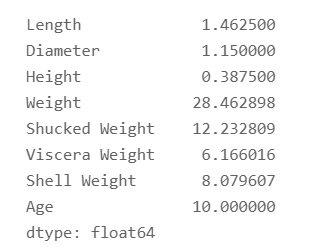 Length 1.462500
Diameter 1.150000
Height 0.387500
Weight 28.462898
Shucked Weight 12.232809
Viscera Weight 6.166016
Shell Weight 8.079607
Age 10.000000
dtype: float64